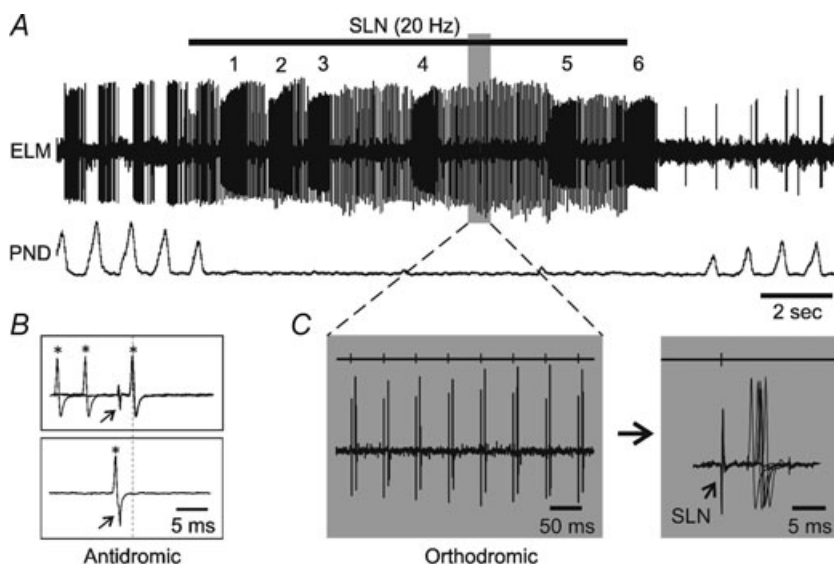 A
SLN (20 Hz)
1 2 3 4 5 6
ELM
PND
2 sec
B
C
* * *
*
5 ms
Antidromic
50 ms
Orthodromic
SLN
5 ms